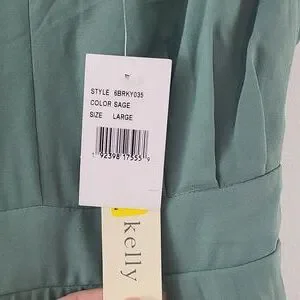 STYLE 6BRKY035
COLOR SAGE
SIZE LARGE
1 92398 17555 9
kelly